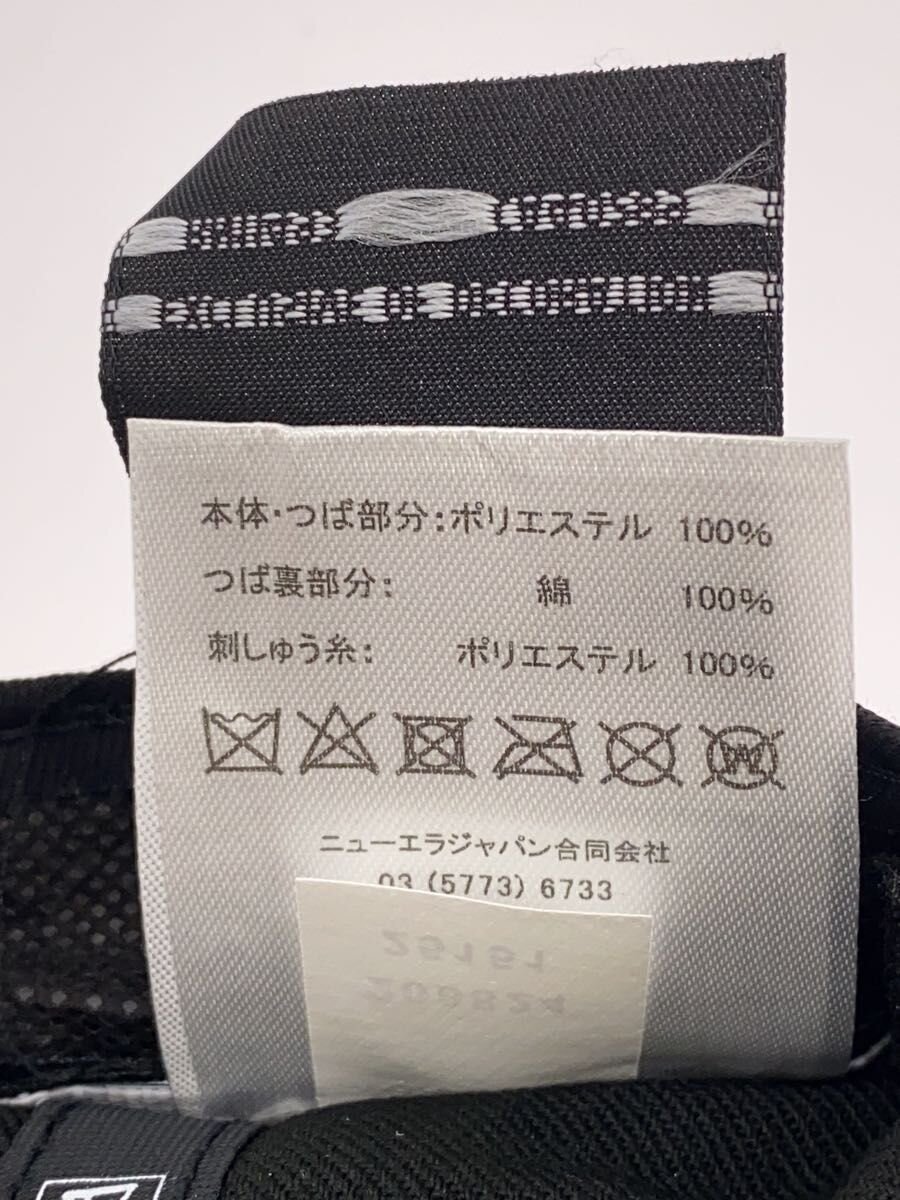 本体・つば部分：ポリエステル 100%
つば裏部分： 綿 100%
刺しゅう糸： ポリエステル 100%
ニューエラジャパン合同会社
03 (5773) 6733